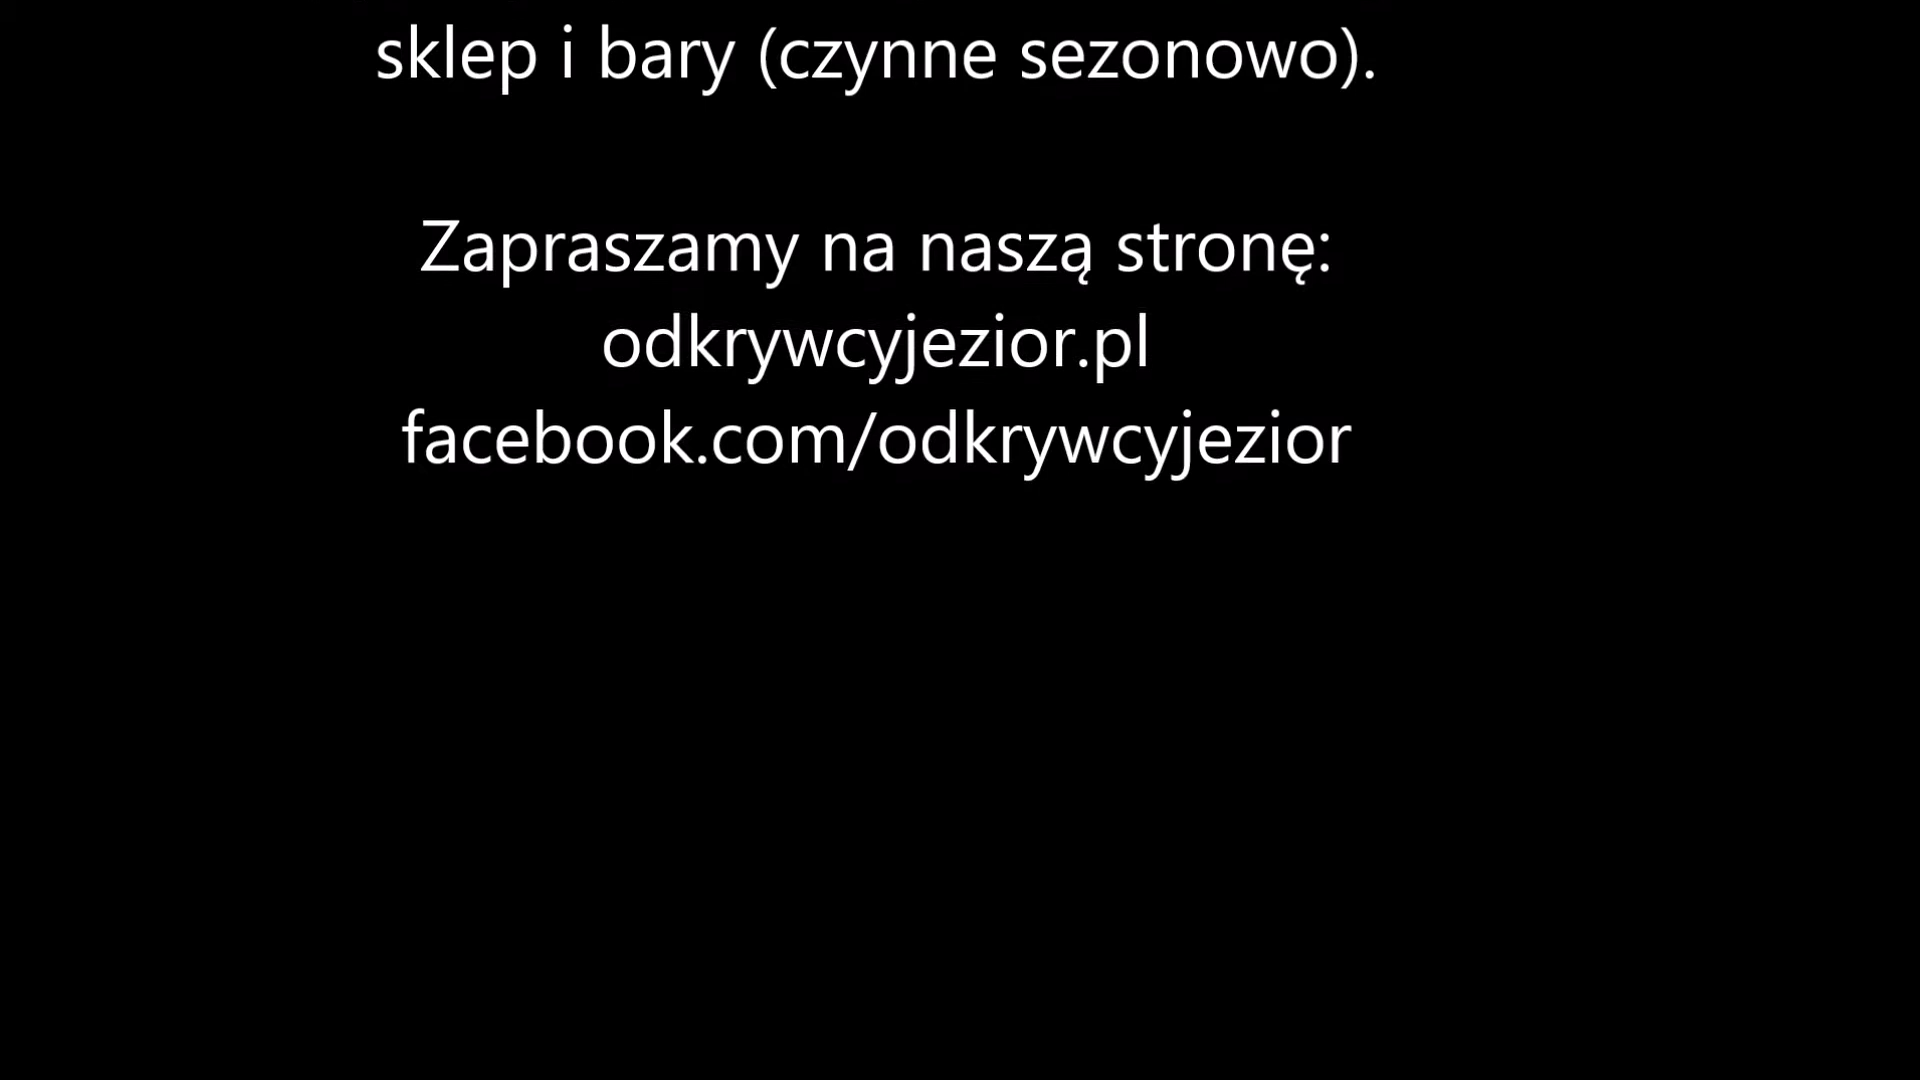 sklep i bary (czynne sezonowo).
Zapraszamy na naszą stronę:
odkrywcyjezior.pl
facebook.com/odkrywcyjezior